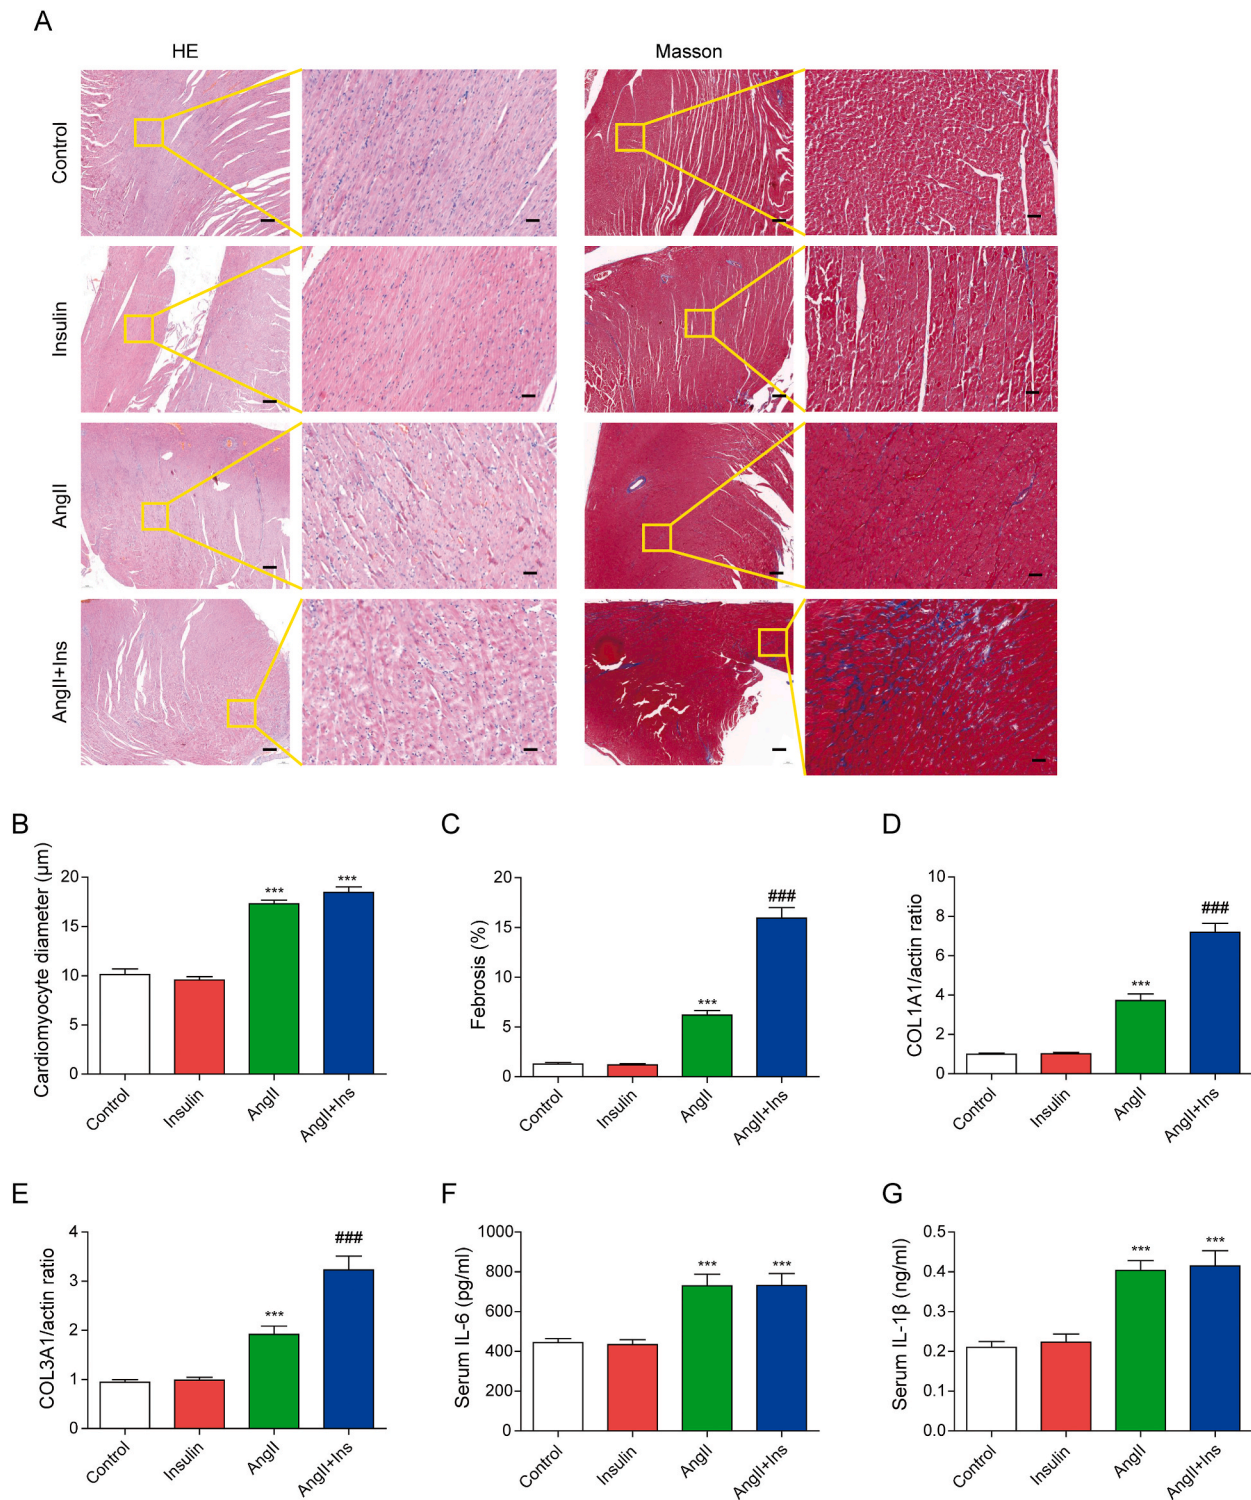 A
HE
Masson
Control
Insulin
AngII
AngII+Ins
B
Cardiomyocyte diameter (μm)
20
15
10
5
0
***
***
Control
Insulin
AngII
AngII+Ins
C
Febrosis (%)
20
15
10
5
0
***
###
Control
Insulin
AngII
AngII+Ins
D
COL1A1/actin ratio
10
8
6
4
2
0
***
###
Control
Insulin
AngII
AngII+Ins
E
COL3A1/actin ratio
4
3
2
1
0
***
###
Control
Insulin
AngII
AngII+Ins
F
Serum IL-6 (pg/ml)
1000
800
600
400
200
0
***
***
Control
Insulin
AngII
AngII+Ins
G
Serum IL-1β (ng/ml)
0.5
0.4
0.3
0.2
0.1
0.0
***
***
Control
Insulin
AngII
AngII+Ins